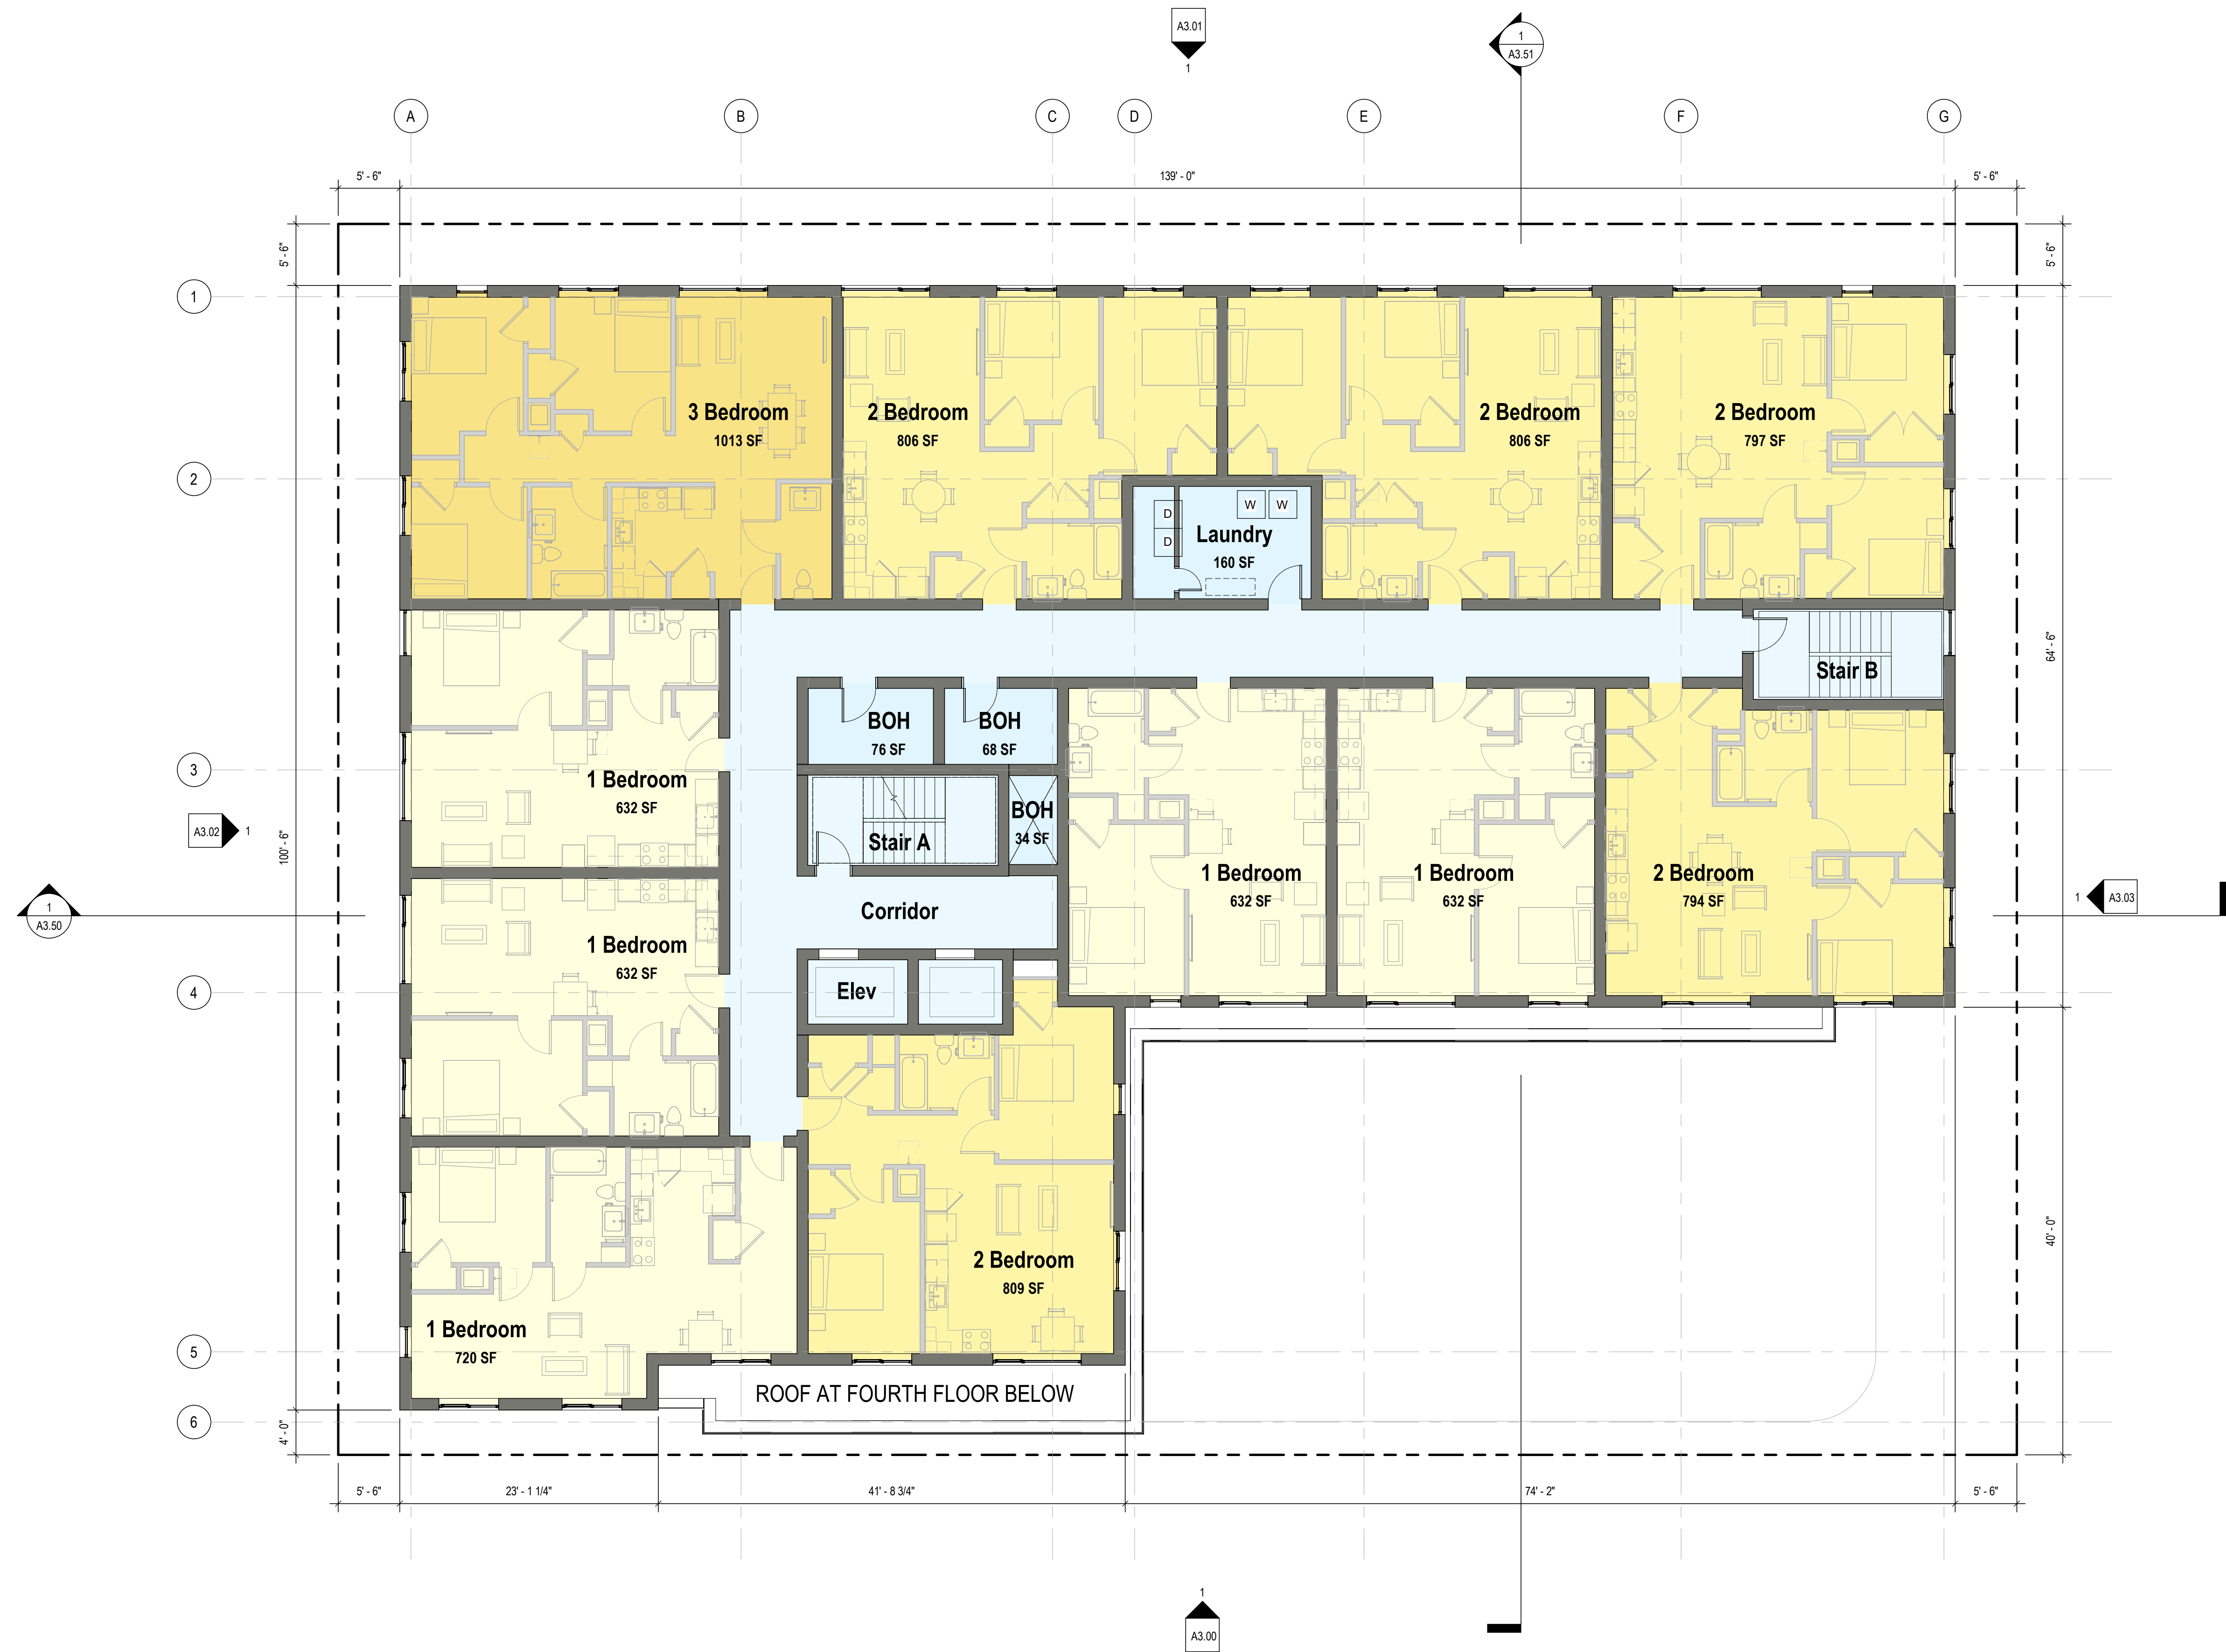 A3.01
1
1
A3.51
A
B
C
D
E
F
G
5' - 6"
139' - 0"
5' - 6"
5' - 6"
5' - 6"
1
3 Bedroom
1013 SF
2 Bedroom
806 SF
2 Bedroom
806 SF
2 Bedroom
797 SF
2
D
D
W
W
Laundry
160 SF
64' - 6"
Stair B
BOH
76 SF
BOH
68 SF
3
1 Bedroom
632 SF
BOH
34 SF
A3.02
1
100' - 6"
Stair A
1 Bedroom
632 SF
1 Bedroom
632 SF
2 Bedroom
794 SF
1
A3.50
Corridor
1
A3.03
1 Bedroom
632 SF
4
Elev
40' - 0"
2 Bedroom
809 SF
1 Bedroom
720 SF
5
ROOF AT FOURTH FLOOR BELOW
6
4' - 0"
5' - 6"
23' - 1 1/4"
41' - 8 3/4"
74' - 2"
5' - 6"
1
A3.00